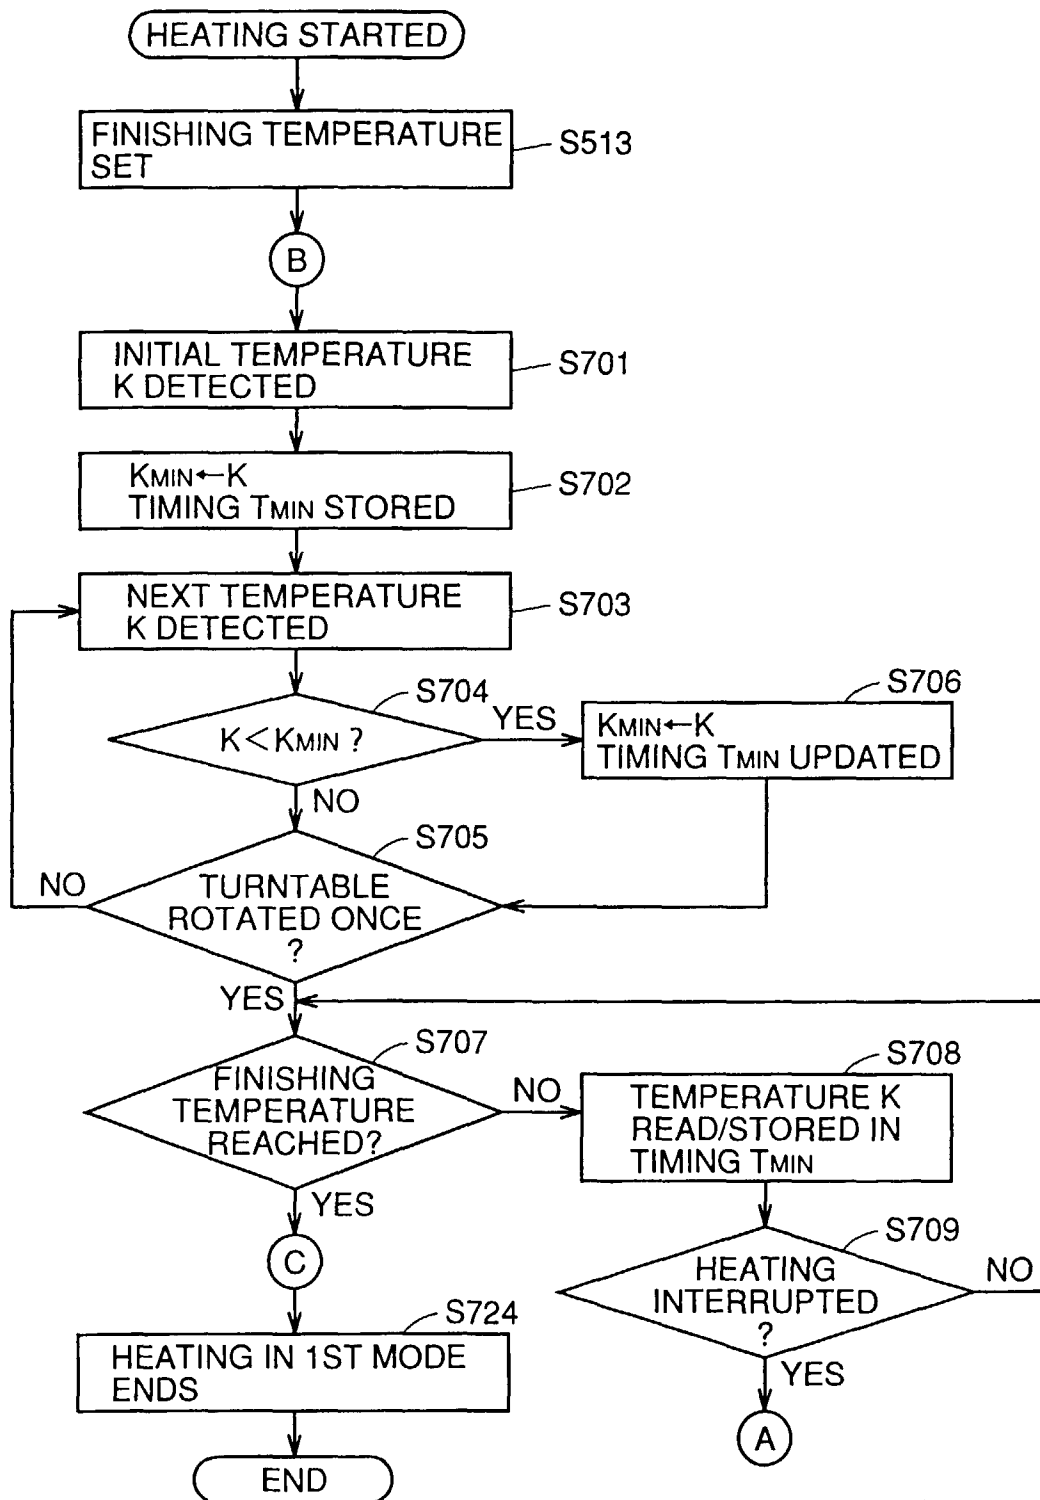 HEATING STARTED
FINISHING TEMPERATURE
SET
S513
B
INITIAL TEMPERATURE
K DETECTED
S701
KMIN←K
TIMING TMIN STORED
S702
NEXT TEMPERATURE
K DETECTED
S703
S704
K<KMIN ?
YES
NO
S706
KMIN←K
TIMING TMIN UPDATED
S705
TURNTABLE
ROTATED ONCE
?
NO
YES
S707
FINISHING
TEMPERATURE
REACHED?
NO
YES
S708
TEMPERATURE K
READ/STORED IN
TIMING TMIN
S709
HEATING
INTERRUPTED
?
NO
YES
A
C
S724
HEATING IN 1ST MODE
ENDS
END